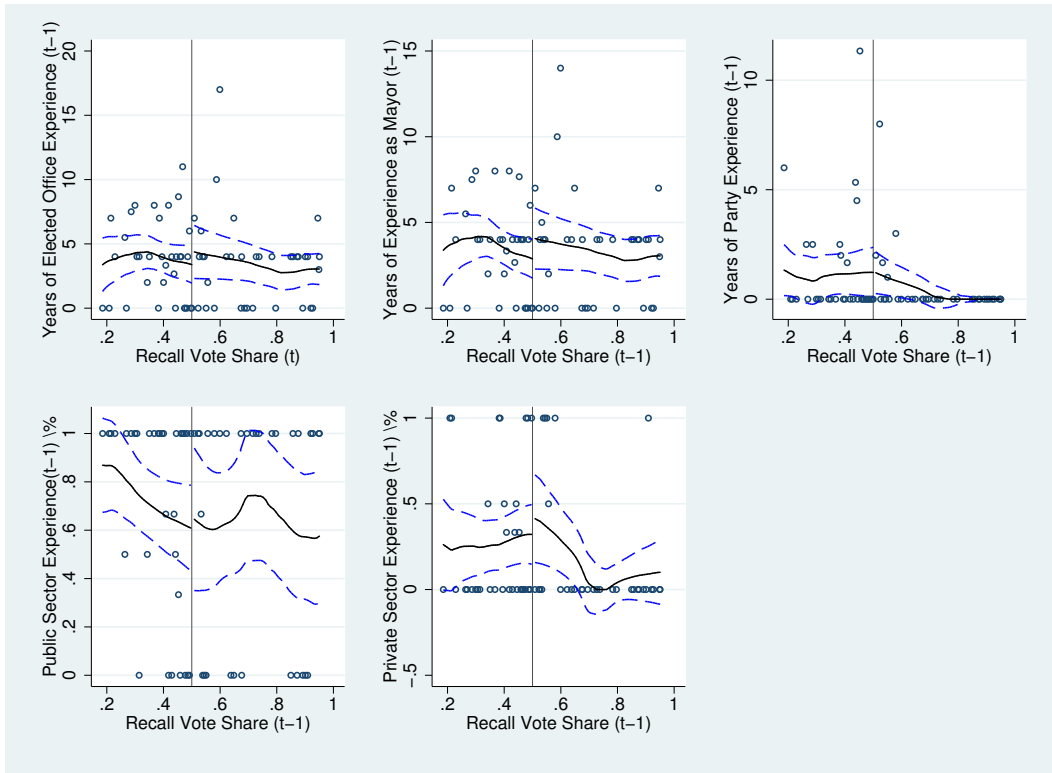 Years of Elected Office Experience (t−1)
20
15
10
5
0
.2 .4 .6 .8 1
Recall Vote Share (t)
Years of Experience as Mayor (t−1)
15
10
5
0
.2 .4 .6 .8 1
Recall Vote Share (t−1)
Years of Party Experience (t−1)
10
5
0
.2 .4 .6 .8 1
Recall Vote Share (t−1)
Public Sector Experience(t−1) \%
1
.8
.6
.4
.2
0
.2 .4 .6 .8 1
Recall Vote Share (t−1)
Private Sector Experience (t−1) \%
1
.5
0
−.5
.2 .4 .6 .8 1
Recall Vote Share (t−1)